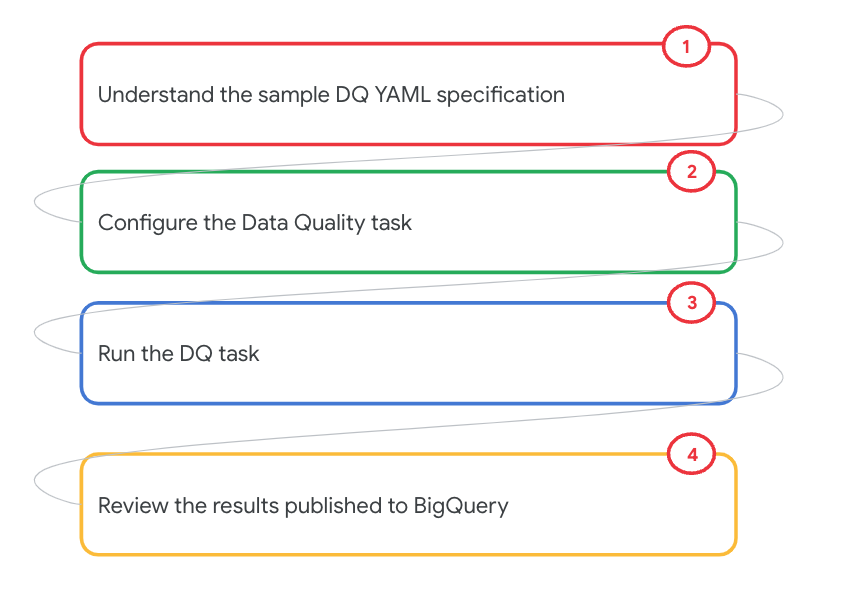 1
Understand the sample DQ YAML specification
2
Configure the Data Quality task
3
Run the DQ task
4
Review the results published to BigQuery